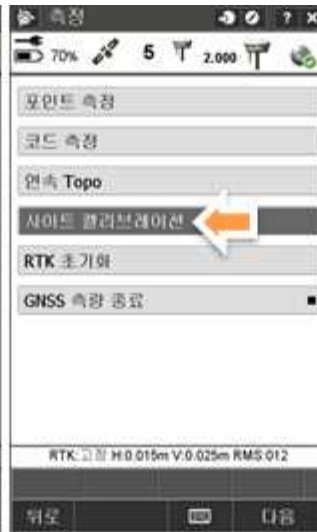 측정 ? X
70% 5 2.000
포인트 측정
코드 측정
연속 Topo
사이트 캘리브레이션
RTK 초기화
GNSS 측량 종료
RTK: 고정 H:0.015m V:0.025m RMS:012
뒤로 다음